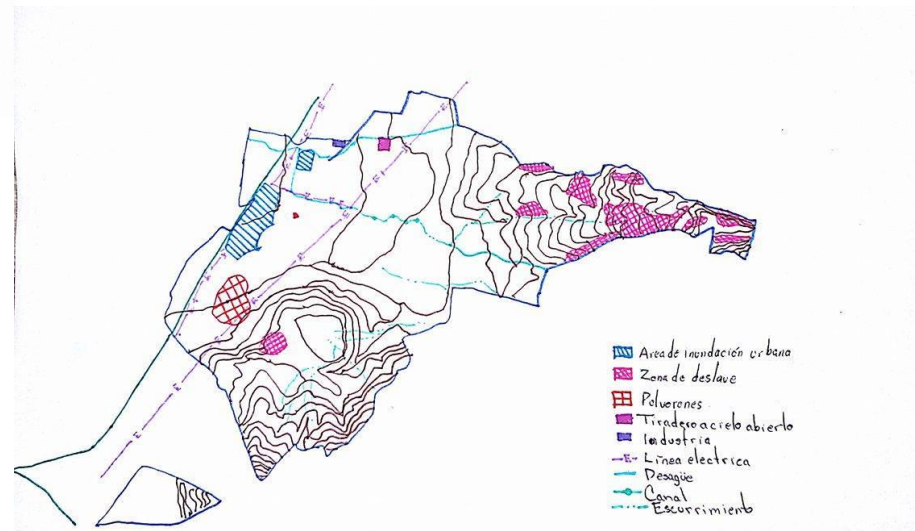 Area de inundación urbana
Zona de deslave
Polvorones
Tiradero a cielo abierto
Industria
E Línea electrica
Desagüe
Canal
Escurrimiento